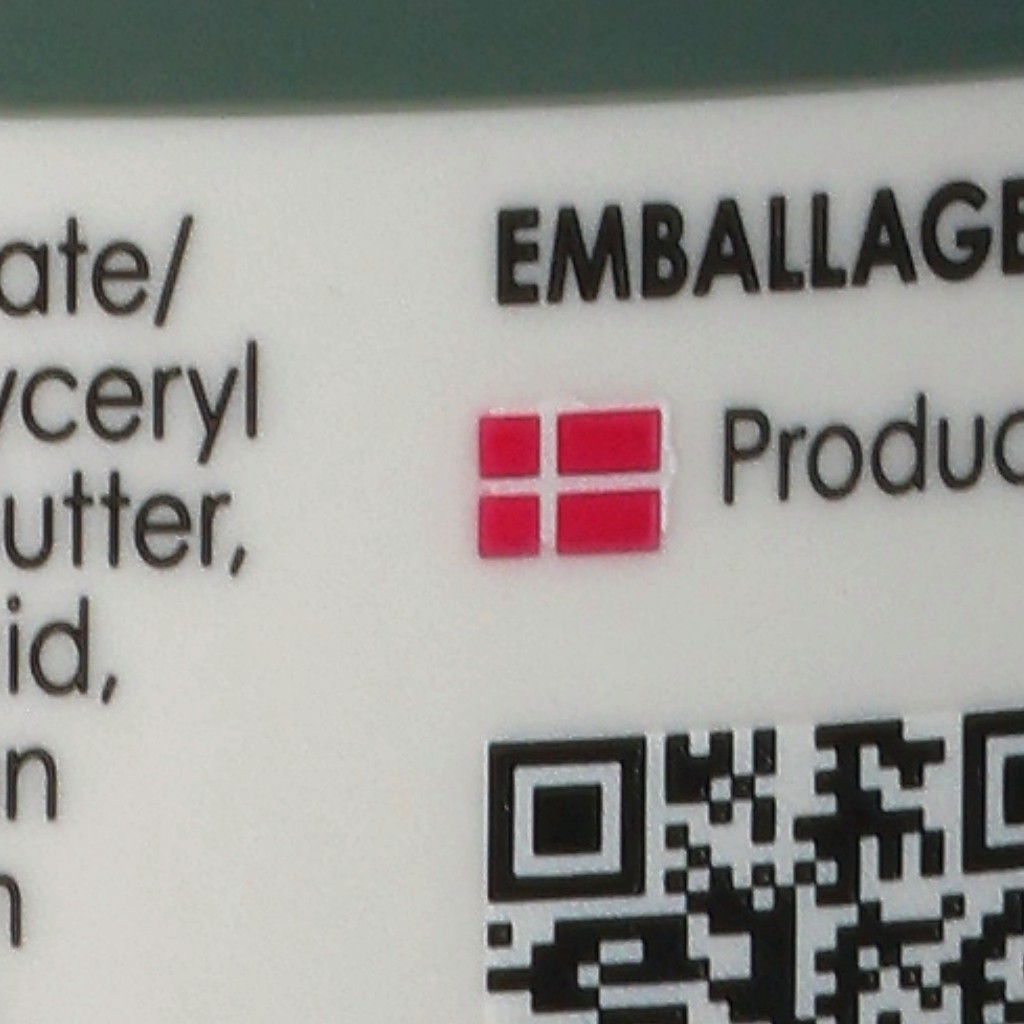 ate/
yceryl
utter,
id,
n
EMBALLAGE
Produc